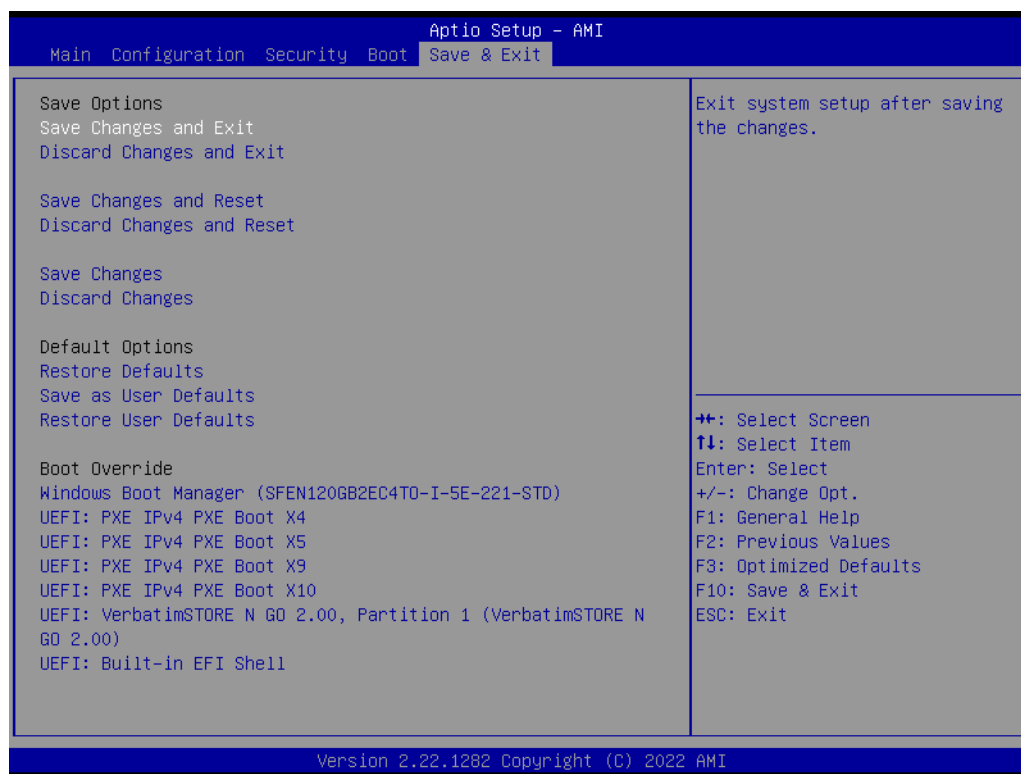 Aptio Setup – AMI
Main Configuration Security Boot Save & Exit
Save Options
Save Changes and Exit
Discard Changes and Exit
Save Changes and Reset
Discard Changes and Reset
Save Changes
Discard Changes
Default Options
Restore Defaults
Save as User Defaults
Restore User Defaults
Boot Override
Windows Boot Manager (SFEN120GB2EC4TO-I-5E-221-STD)
UEFI: PXE IPv4 PXE Boot X4
UEFI: PXE IPv4 PXE Boot X5
UEFI: PXE IPv4 PXE Boot X9
UEFI: PXE IPv4 PXE Boot X10
UEFI: VerbatimSTORE N GO 2.00, Partition 1 (VerbatimSTORE N
GO 2.00)
UEFI: Built-in EFI Shell
Exit system setup after saving
the changes.
→←: Select Screen
↑↓: Select Item
Enter: Select
+/-: Change Opt.
F1: General Help
F2: Previous Values
F3: Optimized Defaults
F10: Save & Exit
ESC: Exit
Version 2.22.1282 Copyright (C) 2022 AMI